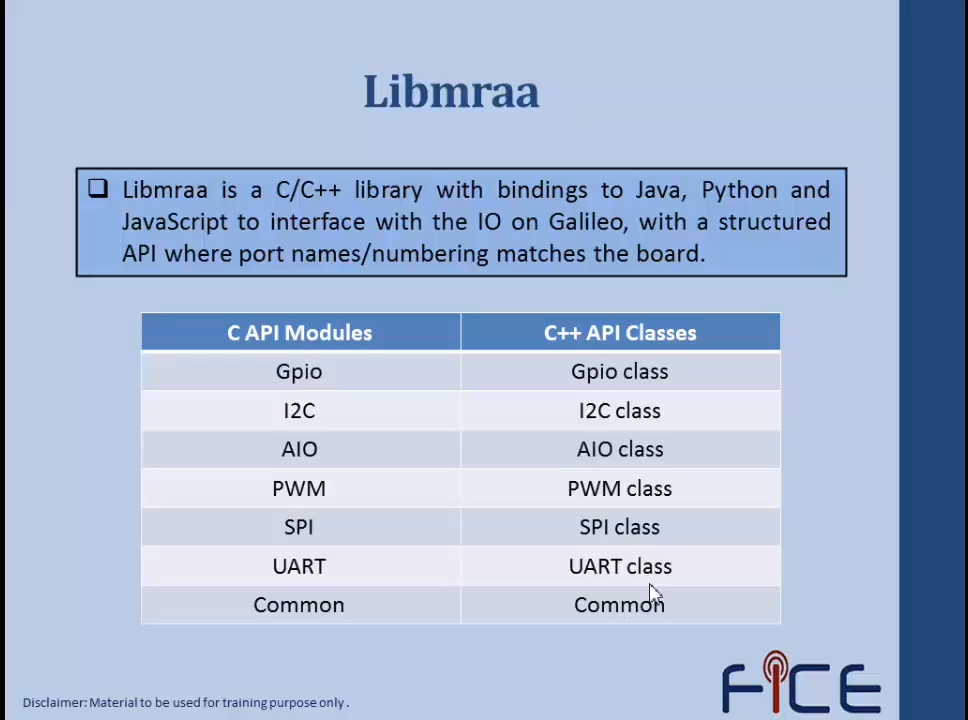 Libmraa
❑ Libmraa is a C/C++ library with bindings to Java, Python and
JavaScript to interface with the IO on Galileo, with a structured
API where port names/numbering matches the board.
C API Modules C++ API Classes
Gpio Gpio class
I2C I2C class
AIO AIO class
PWM PWM class
SPI SPI class
UART UART class
Common Common
Disclaimer: Material to be used for training purpose only .
FiCE